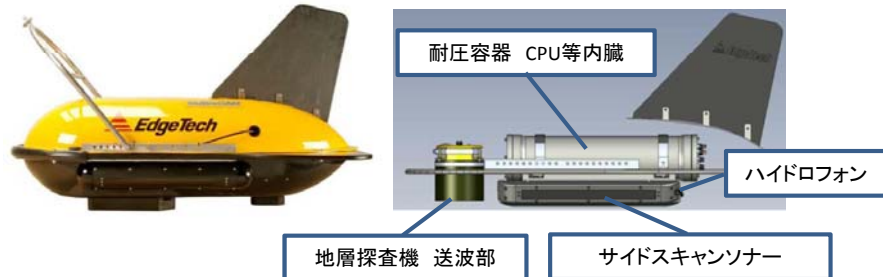 EdgeTech
EdgeTech
耐圧容器 CPU等内臓
ハイドロフォン
地層探査機 送波部
サイドスキャンソナー